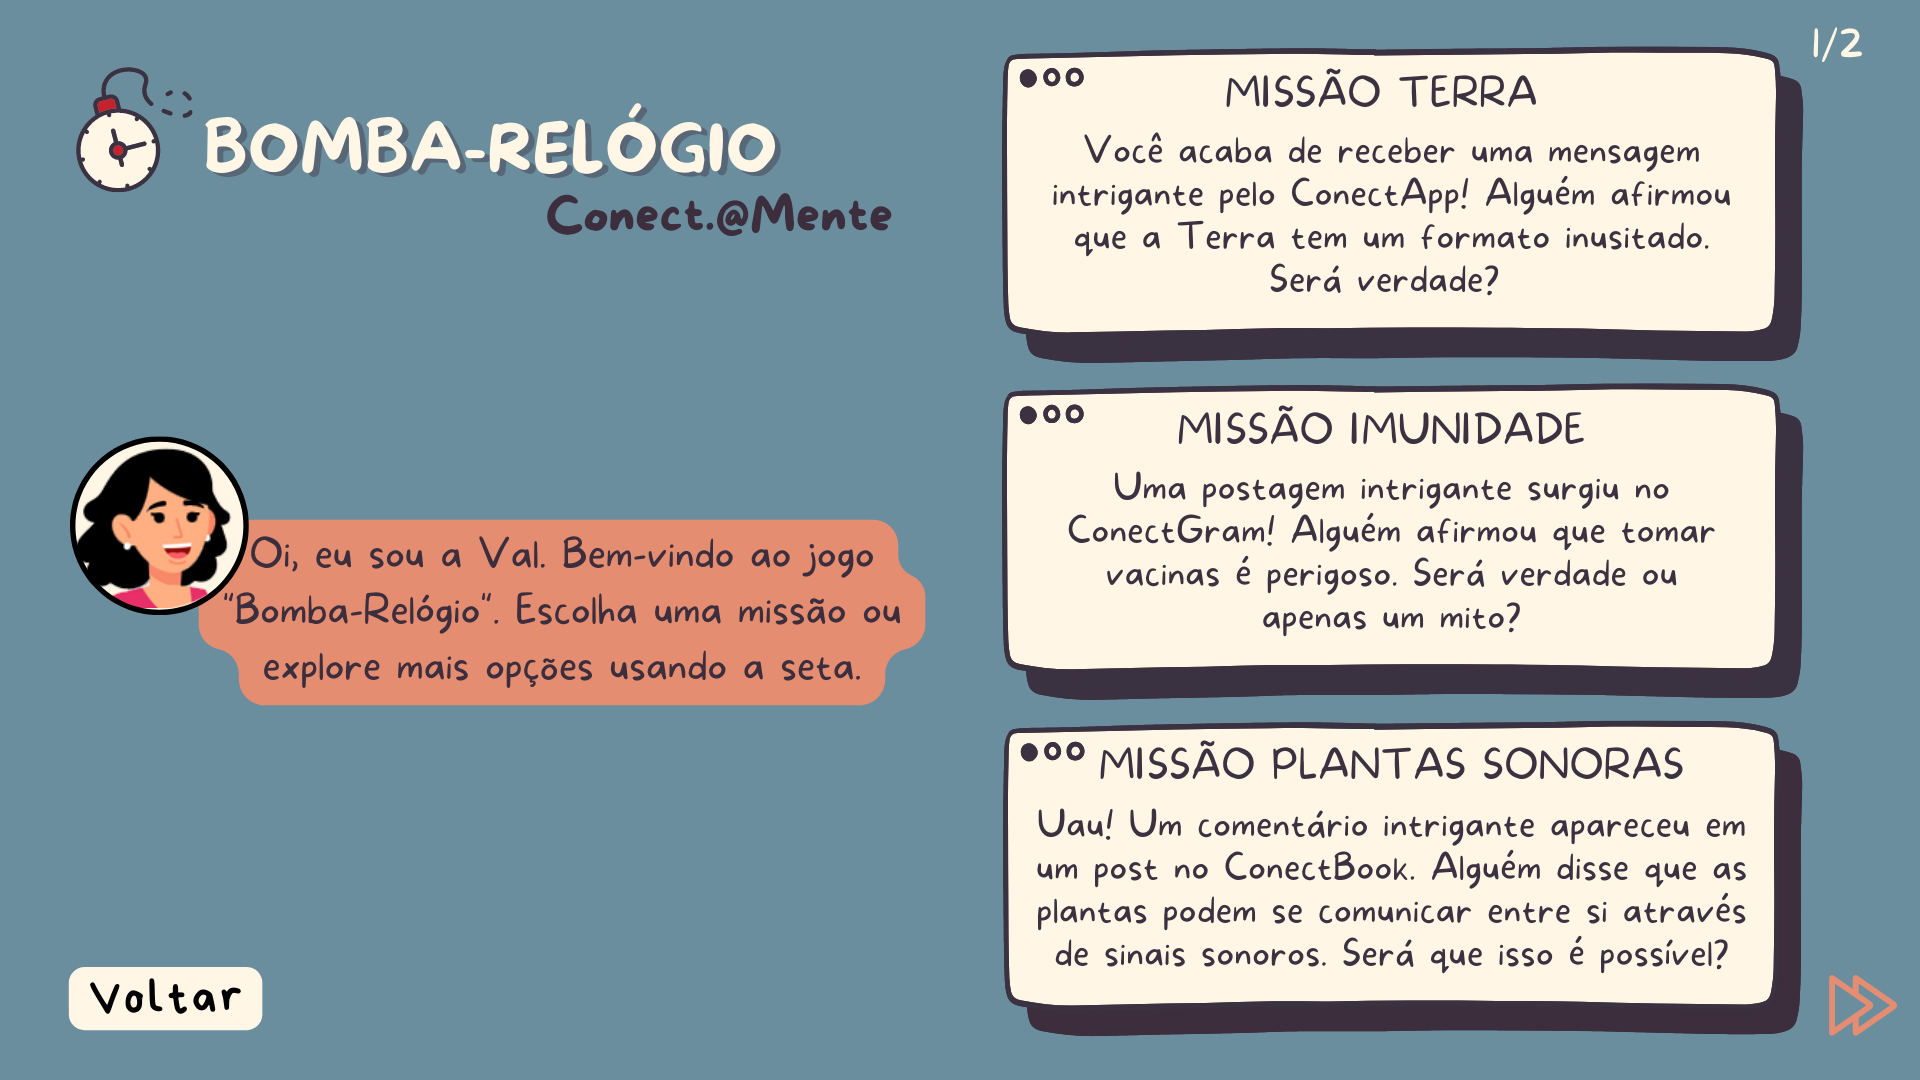 1/2
BOMBA-RELÓGIO
Conect.@Mente
Oi, eu sou a Val. Bem-vindo ao jogo
"Bomba-Relógio". Escolha uma missão ou
explore mais opções usando a seta.
Voltar
MISSÃO TERRA
Você acaba de receber uma mensagem
intrigante pelo ConectApp! Alguém afirmou
que a Terra tem um formato inusitado.
Será verdade?
MISSÃO IMUNIDADE
Uma postagem intrigante surgiu no
ConectGram! Alguém afirmou que tomar
vacinas é perigoso. Será verdade ou
apenas um mito?
MISSÃO PLANTAS SONORAS
Uau! Um comentário intrigante apareceu em
um post no ConectBook. Alguém disse que as
plantas podem se comunicar entre si através
de sinais sonoros. Será que isso é possível?